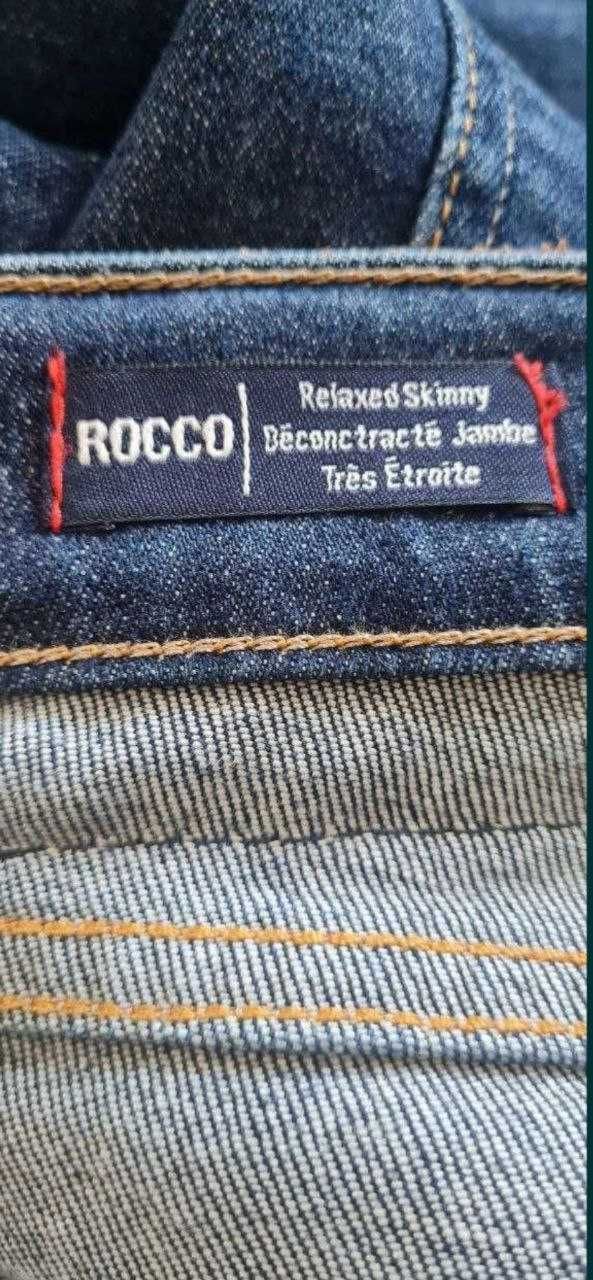 ROCCO
Relaxed Skinny
Déconctracté Jambe
Très Étroite